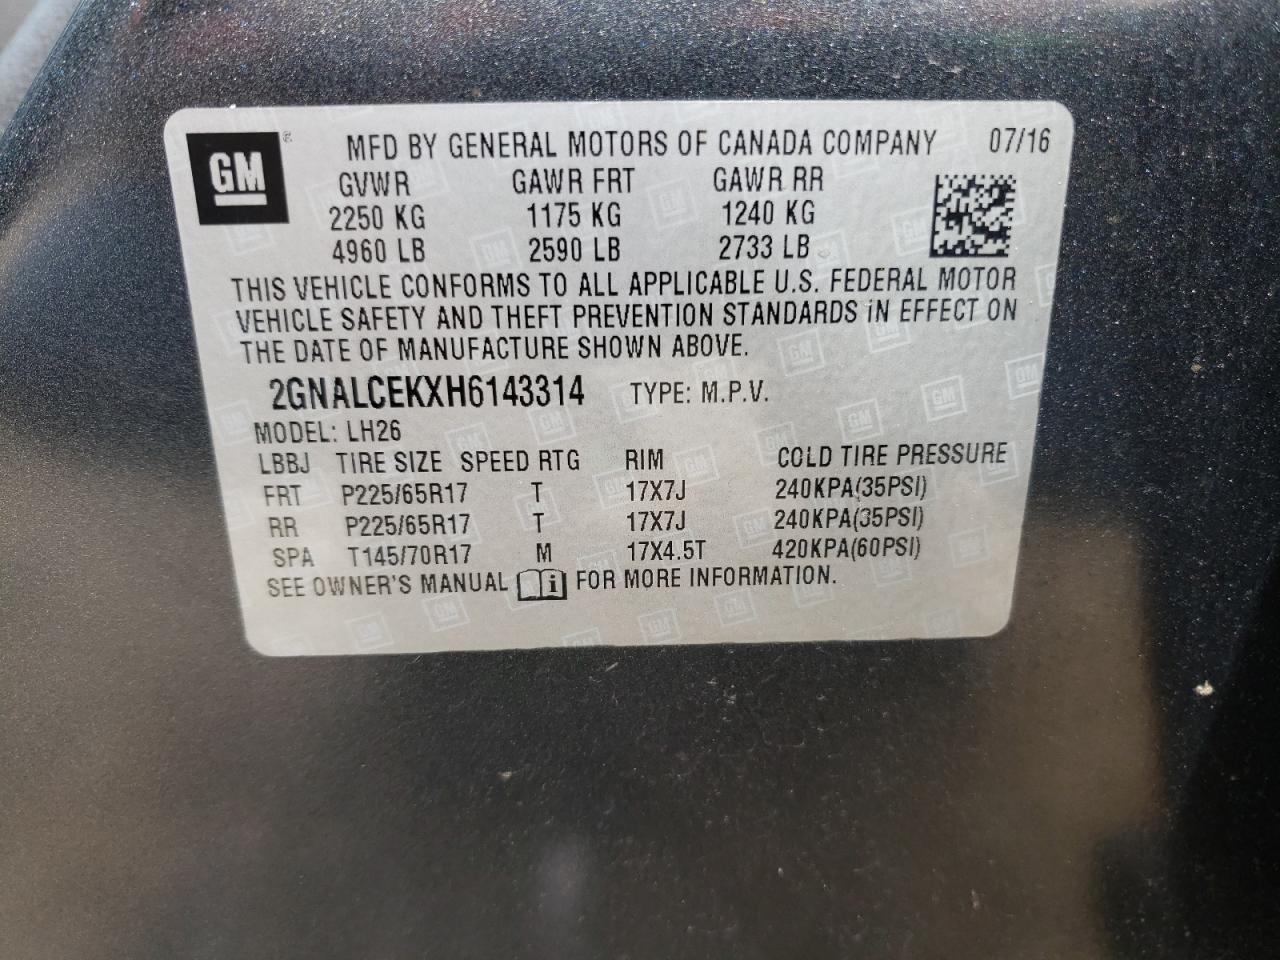 GM ® MFD BY GENERAL MOTORS OF CANADA COMPANY 07/16
GVWR GAWR FRT GAWR RR
2250 KG 1175 KG 1240 KG
4960 LB 2590 LB 2733 LB
THIS VEHICLE CONFORMS TO ALL APPLICABLE U.S. FEDERAL MOTOR
VEHICLE SAFETY AND THEFT PREVENTION STANDARDS iN EFFECT ON
THE DATE OF MANUFACTURE SHOWN ABOVE.
2GNALCEKXH6143314 TYPE: M.P.V.
MODEL: LH26
LBBJ TIRE SIZE SPEED RTG RIM COLD TIRE PRESSURE
FRT P225/65R17 T 17X7J 240KPA(35PSI)
RR P225/65R17 T 17X7J 240KPA(35PSI)
SPA T145/70R17 M 17X4.5T 420KPA(60PSI)
SEE OWNER'S MANUAL i FOR MORE INFORMATION.